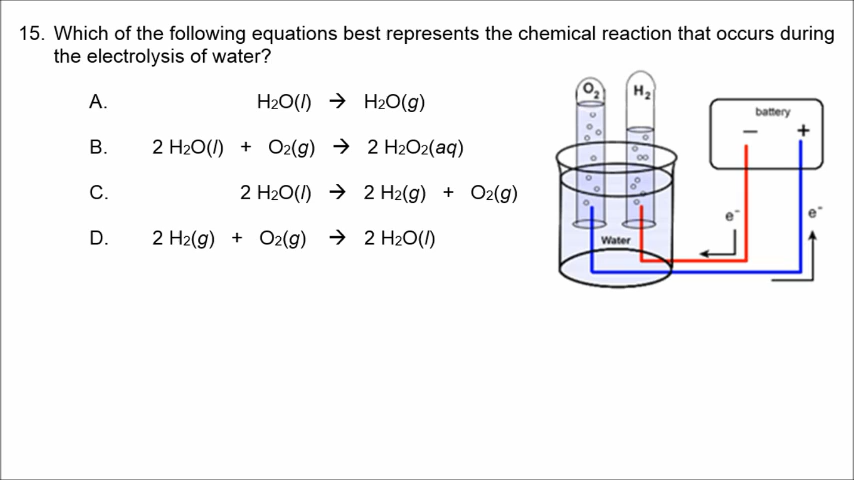 15. Which of the following equations best represents the chemical reaction that occurs during
the electrolysis of water?
A. H2O(l) → H2O(g)
B. 2 H2O(l) + O2(g) → 2 H2O2(aq)
C. 2 H2O(l) → 2 H2(g) + O2(g)
D. 2 H2(g) + O2(g) → 2 H2O(l)
O2 H2
battery
− +
e⁻ e⁻
Water